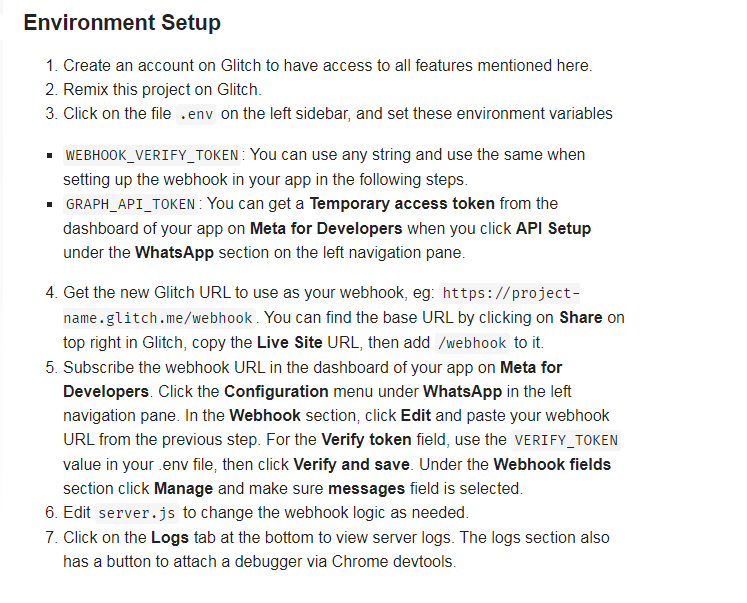 Environment Setup
1. Create an account on Glitch to have access to all features mentioned here.
2. Remix this project on Glitch.
3. Click on the file .env on the left sidebar, and set these environment variables
▪ WEBHOOK_VERIFY_TOKEN: You can use any string and use the same when
setting up the webhook in your app in the following steps.
▪ GRAPH_API_TOKEN: You can get a Temporary access token from the
dashboard of your app on Meta for Developers when you click API Setup
under the WhatsApp section on the left navigation pane.
4. Get the new Glitch URL to use as your webhook, eg: https://project-
name.glitch.me/webhook. You can find the base URL by clicking on Share on
top right in Glitch, copy the Live Site URL, then add /webhook to it.
5. Subscribe the webhook URL in the dashboard of your app on Meta for
Developers. Click the Configuration menu under WhatsApp in the left
navigation pane. In the Webhook section, click Edit and paste your webhook
URL from the previous step. For the Verify token field, use the VERIFY_TOKEN
value in your .env file, then click Verify and save. Under the Webhook fields
section click Manage and make sure messages field is selected.
6. Edit server.js to change the webhook logic as needed.
7. Click on the Logs tab at the bottom to view server logs. The logs section also
has a button to attach a debugger via Chrome devtools.